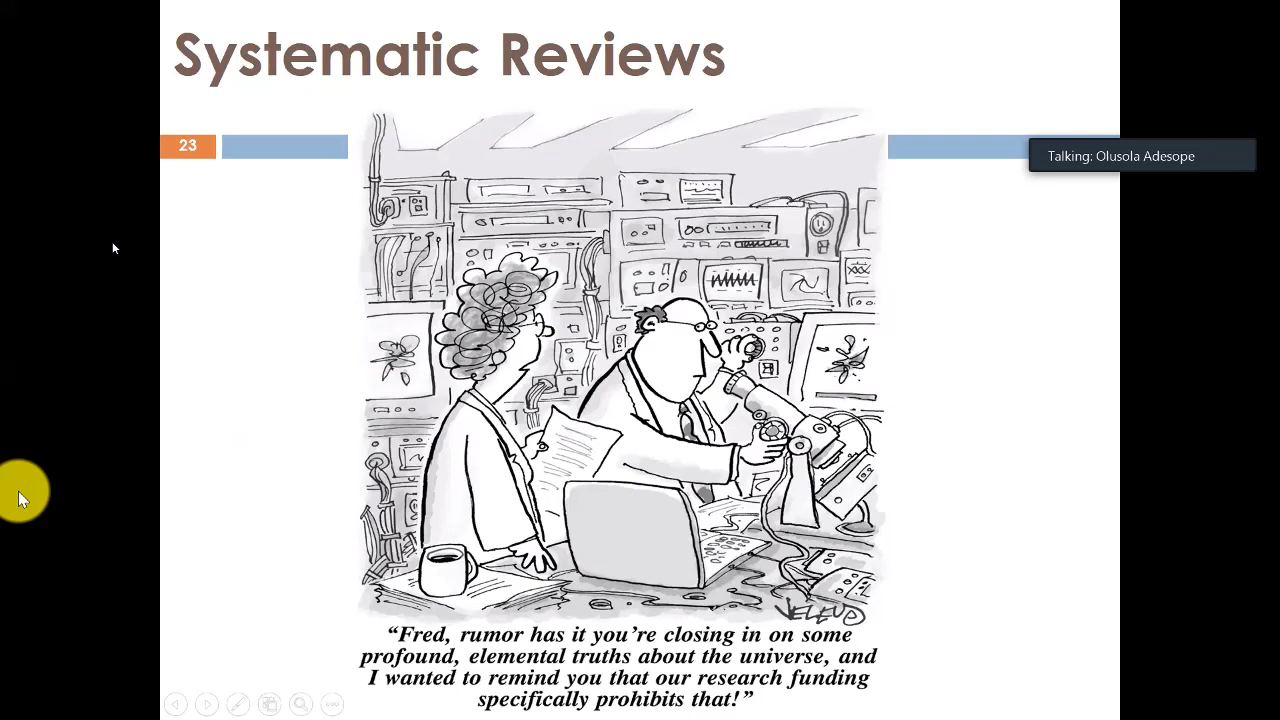 Systematic Reviews
23
Talking: Olusola Adesope
“Fred, rumor has it you’re closing in on some
profound, elemental truths about the universe, and
I wanted to remind you that our research funding
specifically prohibits that!”